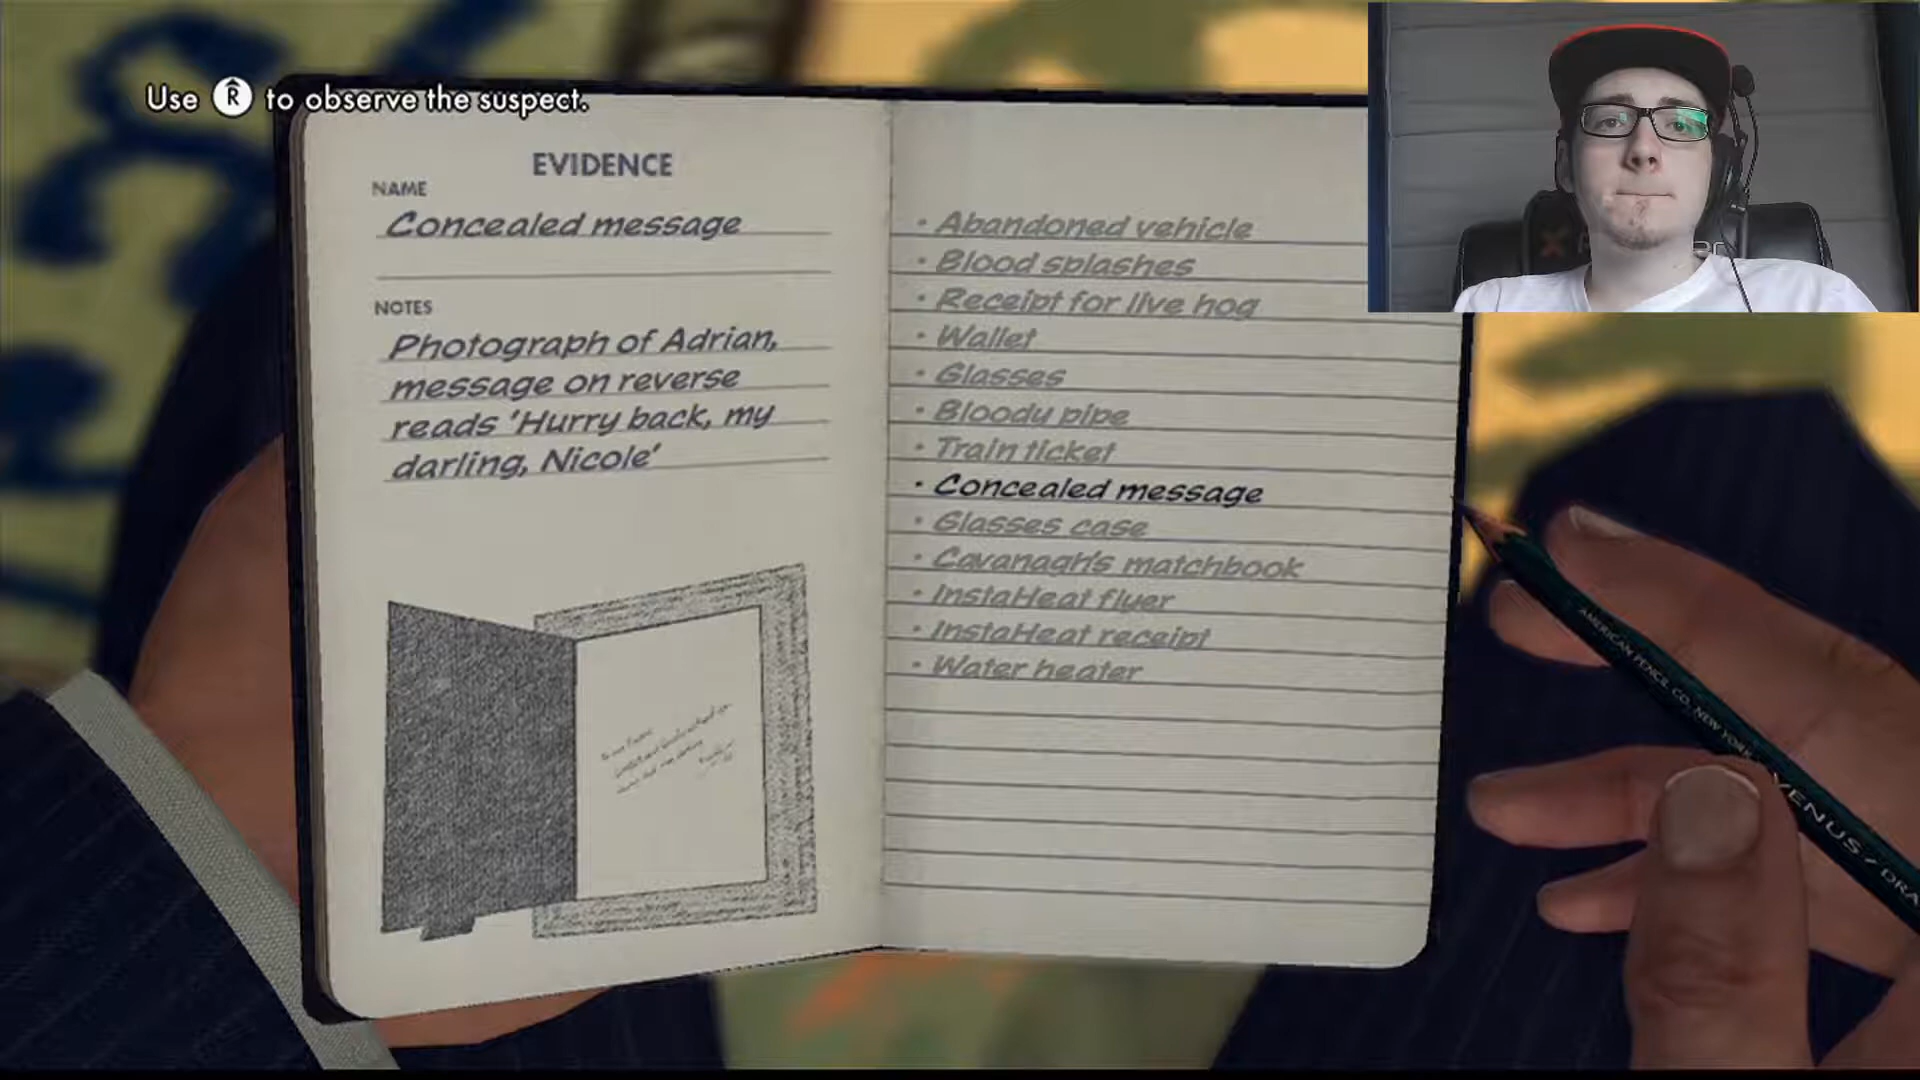 Use R to observe the suspect.
EVIDENCE
NAME
Concealed message
NOTES
Photograph of Adrian,
message on reverse
reads 'Hurry back, my
darling, Nicole'
• Abandoned vehicle
• Blood splashes
• Receipt for live hog
• Wallet
• Glasses
• Bloody pipe
• Train ticket
• Concealed message
• Glasses case
• Cavanagh's matchbook
• InstaHeat flyer
• InstaHeat receipt
• Water heater
AMERICAN PENCIL CO. NEW YORK
VENUS/DRA